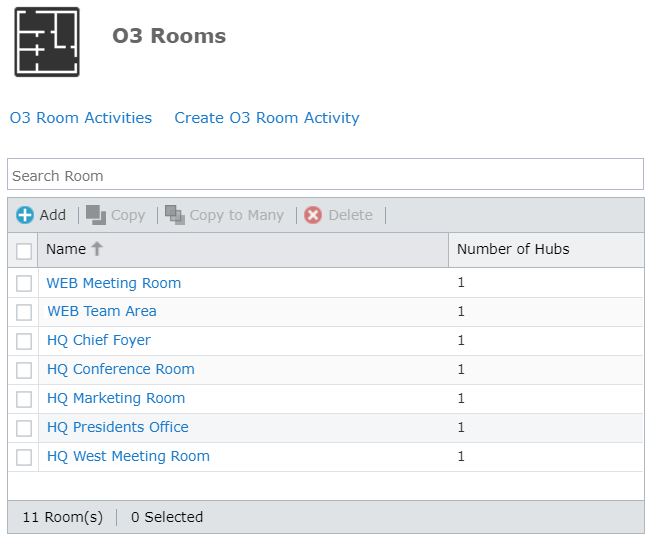 O3 Rooms
O3 Room Activities Create O3 Room Activity
Search Room
Add Copy Copy to Many Delete
Name Number of Hubs
WEB Meeting Room 1
WEB Team Area 1
HQ Chief Foyer 1
HQ Conference Room 1
HQ Marketing Room 1
HQ Presidents Office 1
HQ West Meeting Room 1
11 Room(s) 0 Selected